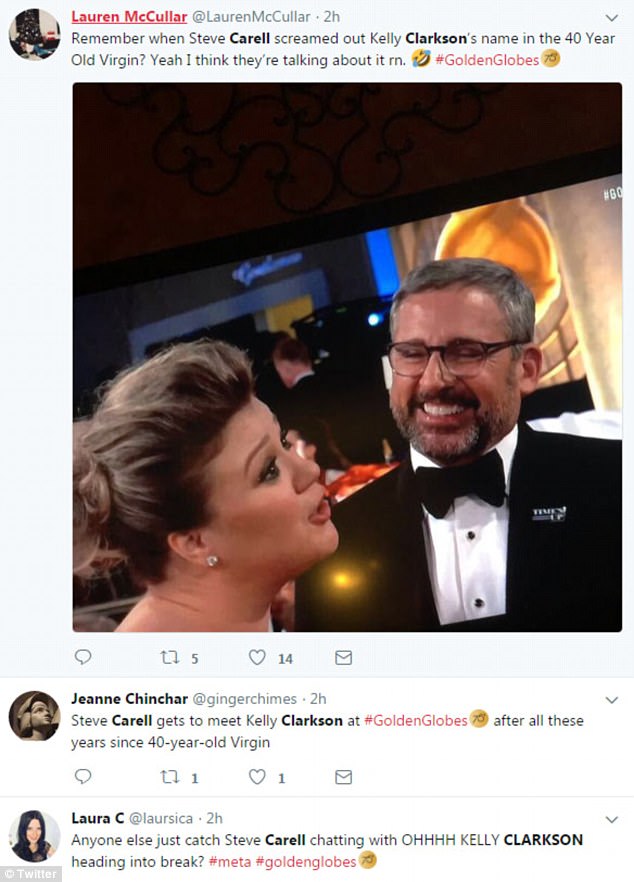 Lauren McCullar @LaurenMcCullar · 2h
Remember when Steve Carell screamed out Kelly Clarkson's name in the 40 Year
Old Virgin? Yeah I think they're talking about it rn. 🤣 #GoldenGlobes
#GO
TIME'S
UP
5 14
Jeanne Chinchar @gingerchimes · 2h
Steve Carell gets to meet Kelly Clarkson at #GoldenGlobes 75 after all these
years since 40-year-old Virgin
1 1
Laura C @laursica · 2h
Anyone else just catch Steve Carell chatting with OHHHH KELLY CLARKSON
heading into break? #meta #goldenglobes
© Twitter